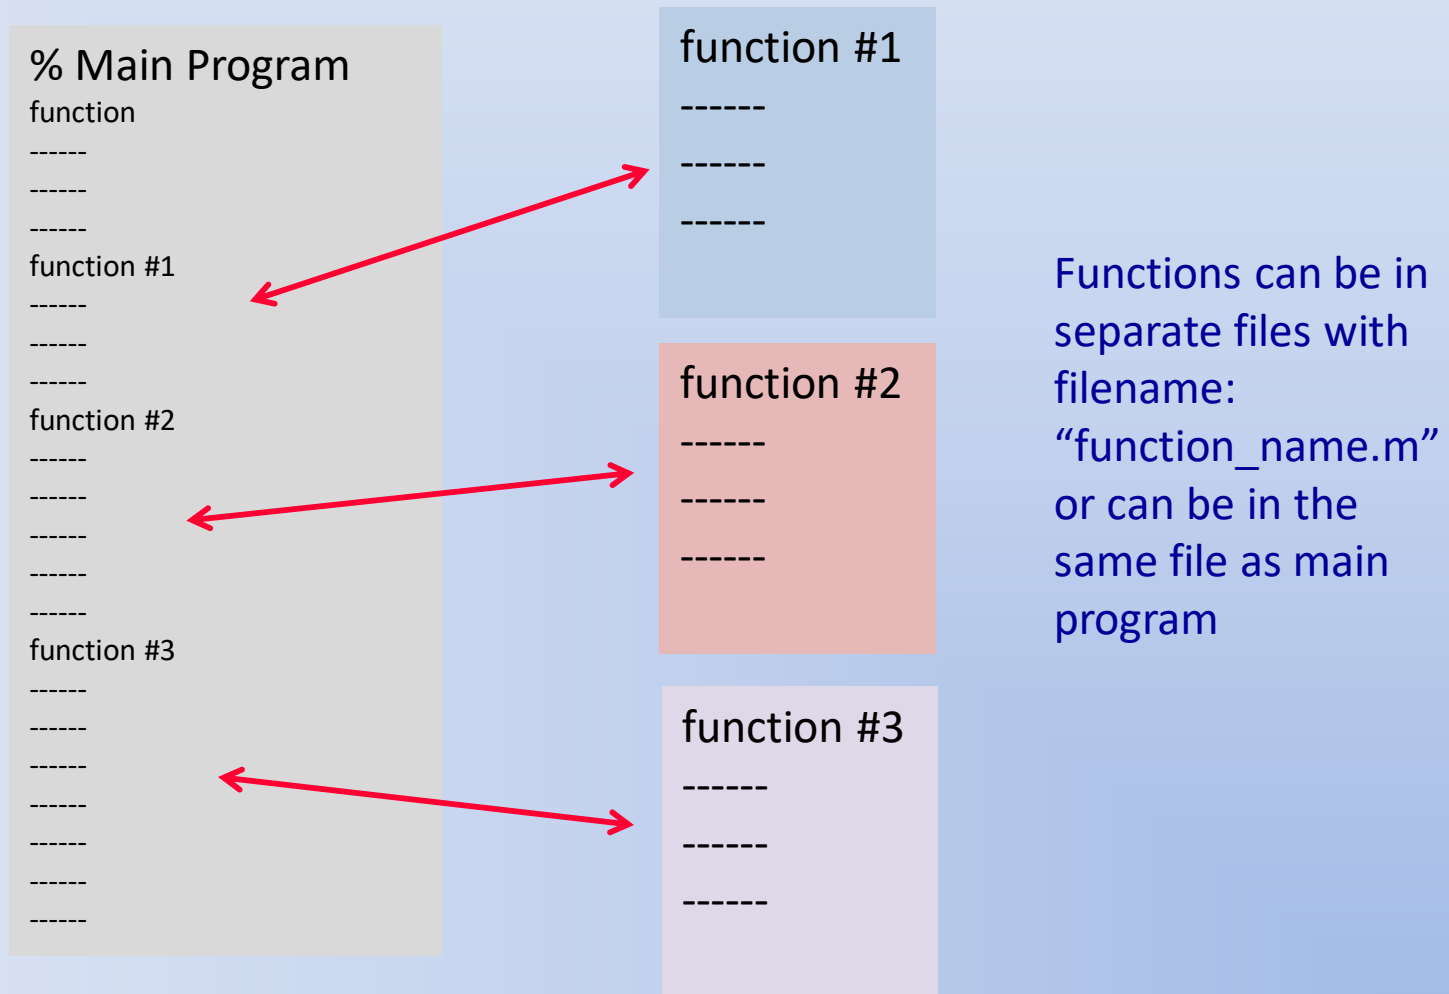 % Main Program
function
------
------
------
function #1
------
------
------
function #2
------
------
------
------
------
function #3
------
------
------
------
------
------
------
function #1
------
------
------
function #2
------
------
------
function #3
------
------
------
Functions can be in
separate files with
filename:
“function_name.m”
or can be in the
same file as main
program